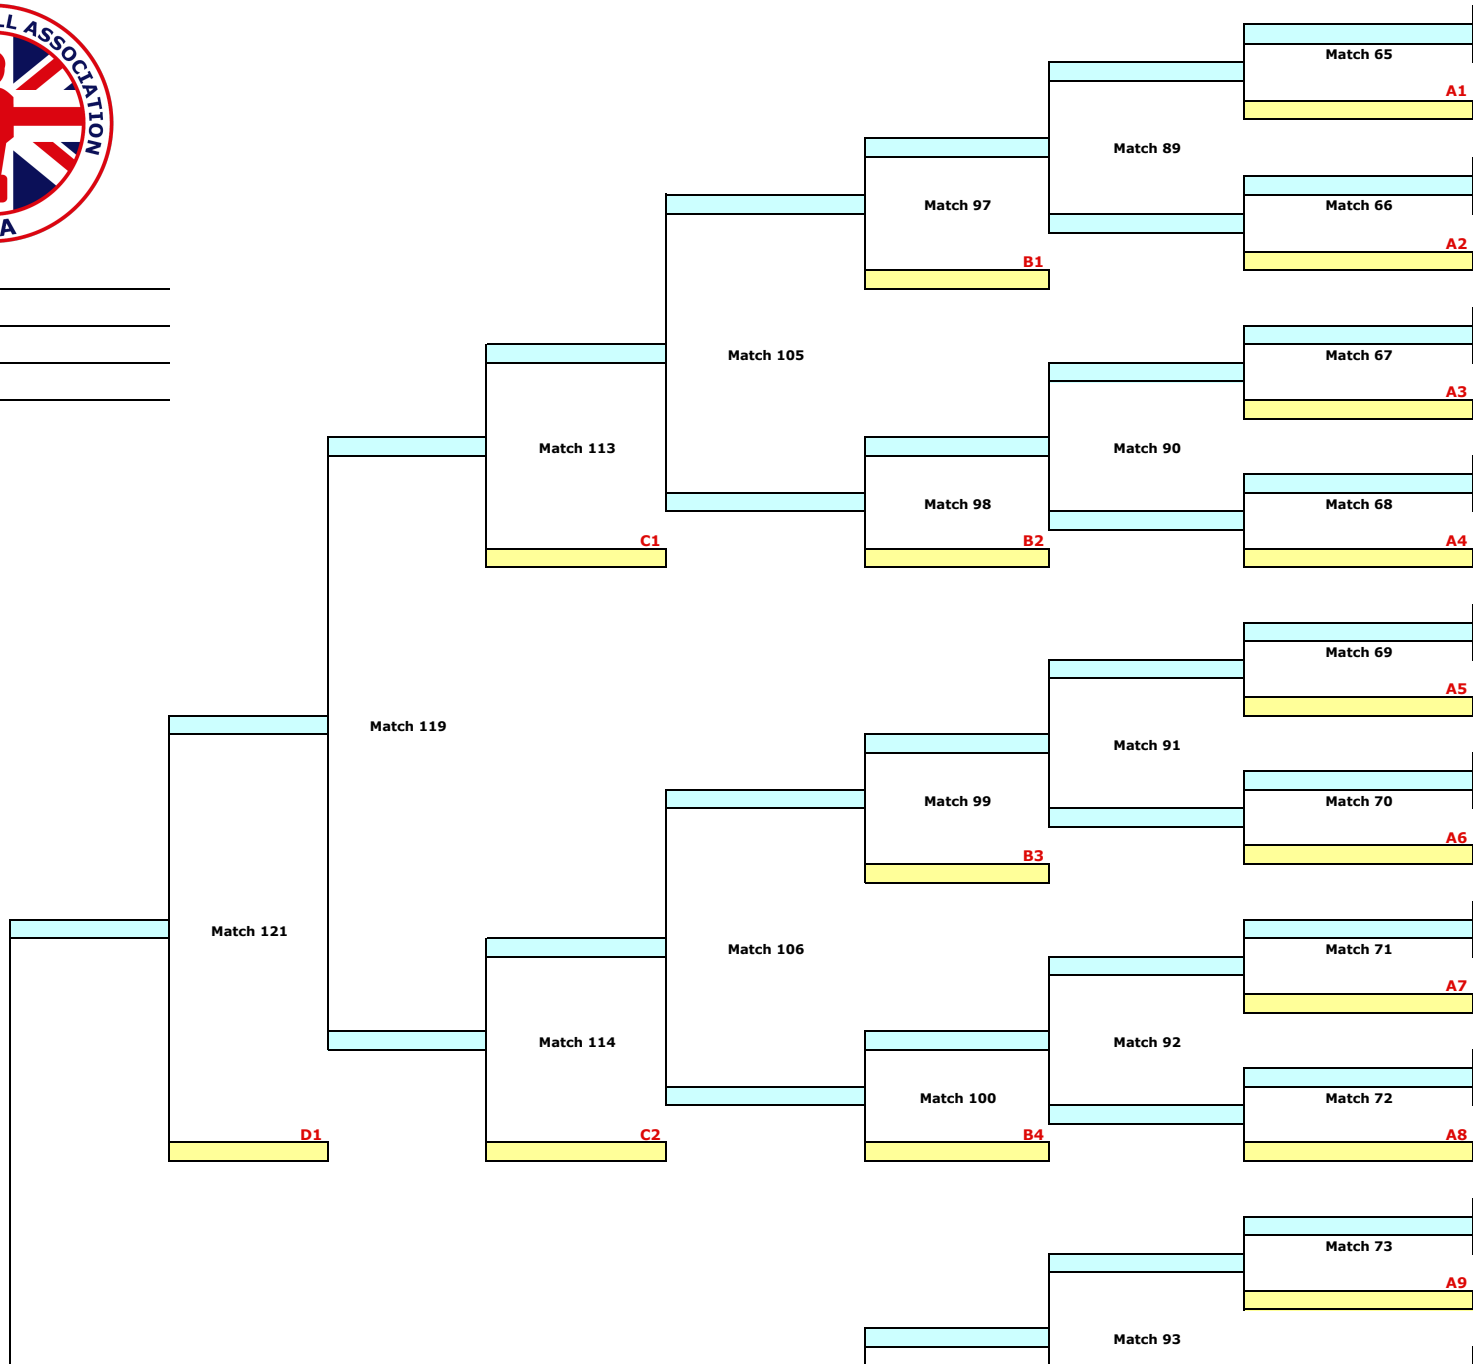 LL ASSOCIATION
A
Match 65
A1
Match 89
Match 97
Match 66
A2
B1
Match 105
Match 67
A3
Match 113
Match 90
Match 98
Match 68
C1
B2
A4
Match 69
A5
Match 119
Match 91
Match 99
Match 70
A6
B3
Match 121
Match 106
Match 71
A7
Match 114
Match 92
Match 100
Match 72
D1
C2
B4
A8
Match 73
A9
Match 93